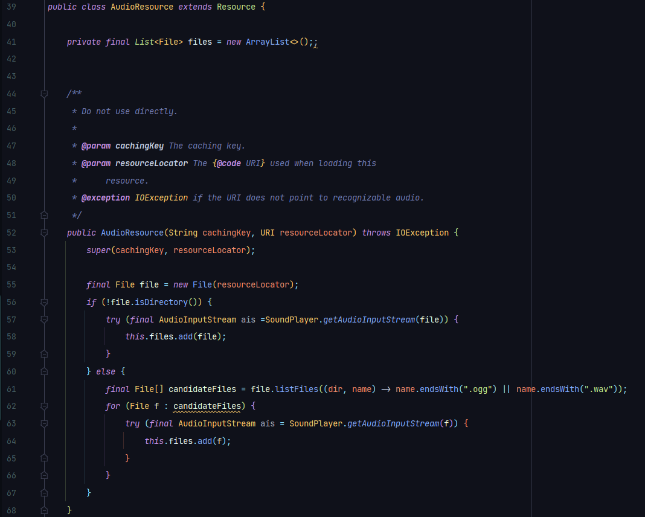 39 public class AudioResource extends Resource {
40
41 private final List<File> files = new ArrayList<>();;
42
43
44 /**
45 * Do not use directly.
46 *
47 * @param cachingKey The caching key.
48 * @param resourceLocator The {@code URI} used when loading this
49 * resource.
50 * @exception IOException if the URI does not point to recognizable audio.
51 */
52 public AudioResource(String cachingKey, URI resourceLocator) throws IOException {
53 super(cachingKey, resourceLocator);
54
55 final File file = new File(resourceLocator);
56 if (!file.isDirectory()) {
57 try (final AudioInputStream ais =SoundPlayer.getAudioInputStream(file)) {
58 this.files.add(file);
59 }
60 } else {
61 final File[] candidateFiles = file.listFiles((dir, name) -> name.endsWith(".ogg") || name.endsWith(".wav"));
62 for (File f : candidateFiles) {
63 try (final AudioInputStream ais = SoundPlayer.getAudioInputStream(f)) {
64 this.files.add(f);
65 }
66 }
67 }
68 }